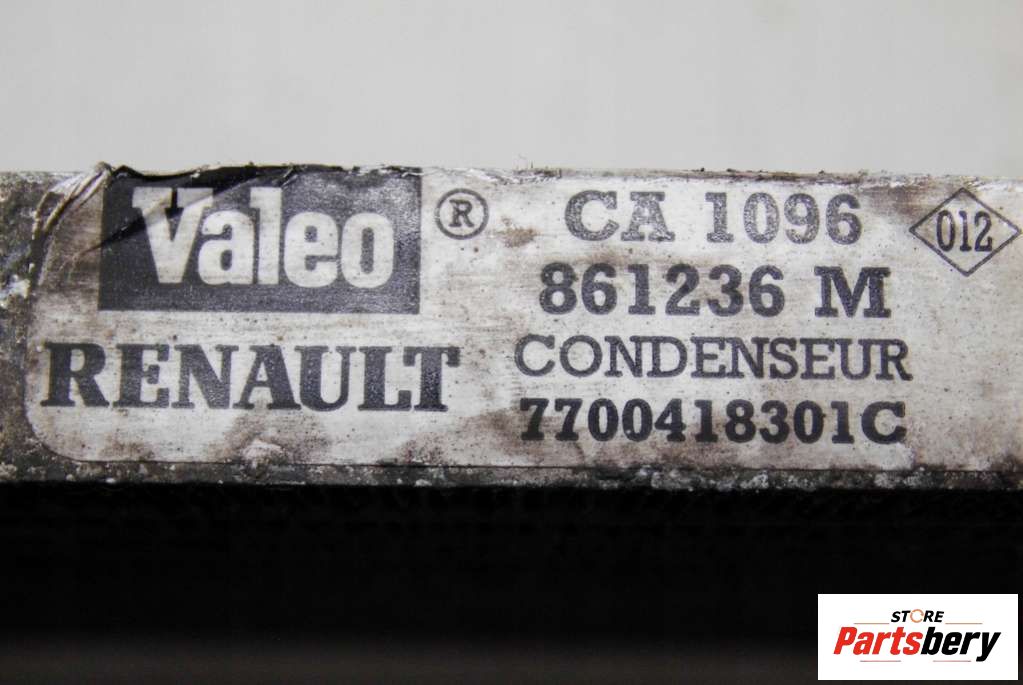 Valeo ® CA 1096 012
861236 M
RENAULT CONDENSEUR
7700418301C
STORE
Partsbery